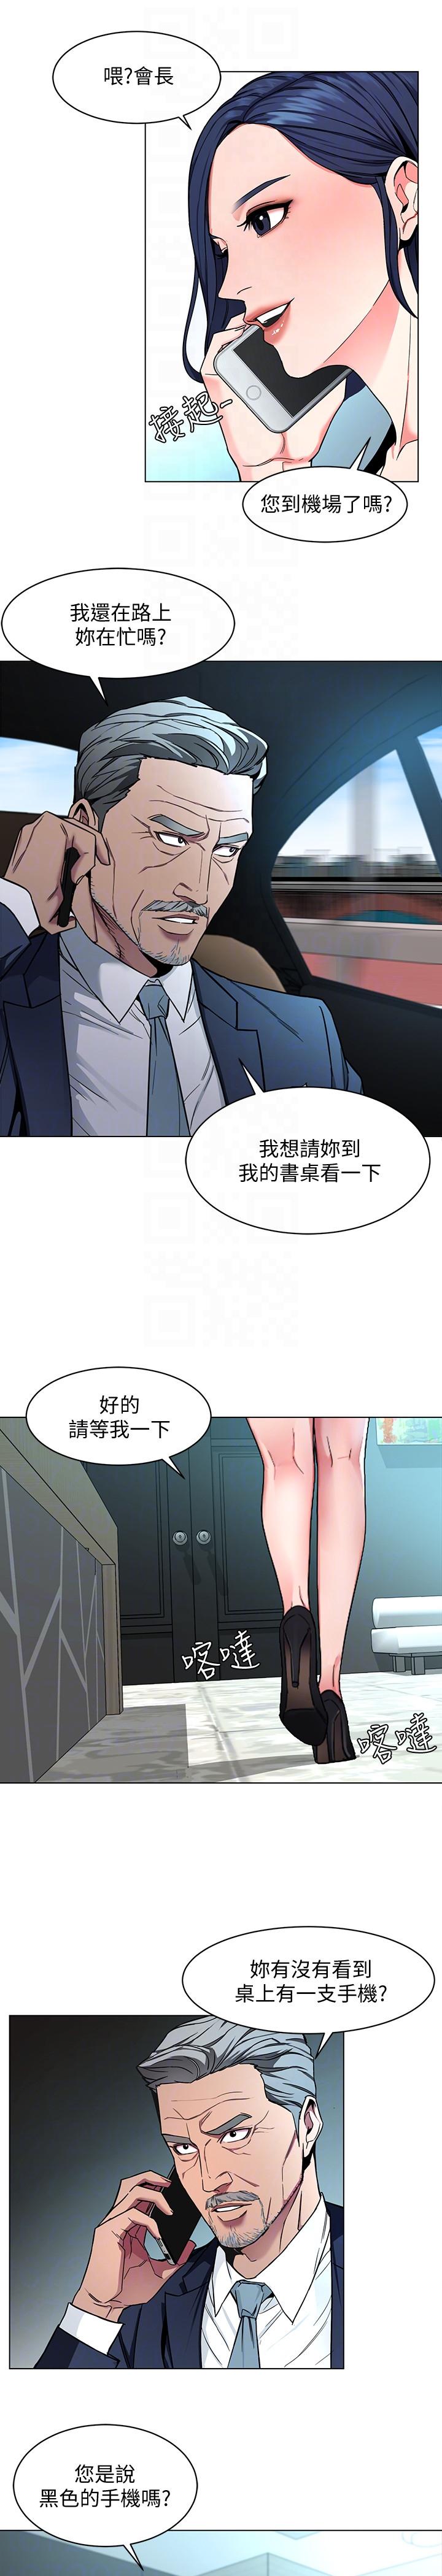 喂?會長
接起-
您到機場了嗎?
我還在路上
妳在忙嗎?
我想請妳到
我的書桌看一下
好的
請等我一下
喀噠
喀噠
妳有沒有看到
桌上有一支手機?
您是說
黑色的手機嗎?